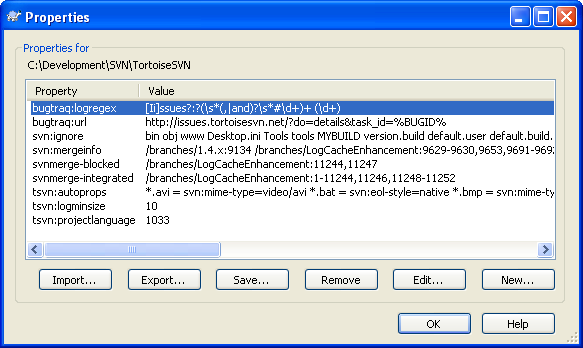 Properties
Properties for
C:\Development\SVN\TortoiseSVN
Property Value
bugtraq:logregex [Ii]ssues?:?(\s*(,|and)?\s*#\d+)+ (\d+)
bugtraq:url http://issues.tortoisesvn.net/?do=details&task_id=%BUGID%
svn:ignore bin obj www Desktop.ini Tools tools MYBUILD version.build default.user default.build.
svn:mergeinfo /branches/1.4.x:9134 /branches/LogCacheEnhancement:9629-9630,9653,9691-969
svnmerge-blocked /branches/LogCacheEnhancement:11244,11247
svnmerge-integrated /branches/LogCacheEnhancement:1-11244,11246,11248-11252
tsvn:autoprops *.avi = svn:mime-type=video/avi *.bat = svn:eol-style=native *.bmp = svn:mime-ty
tsvn:logminsize 10
tsvn:projectlanguage 1033
Import... Export... Save... Remove Edit... New...
OK Help